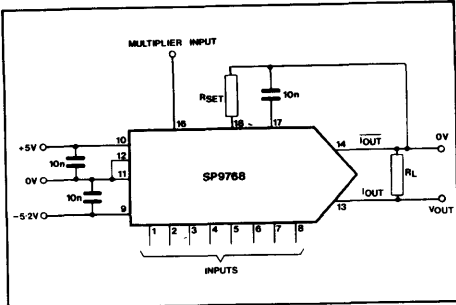 MULTIPLIER INPUT
RSET
10n
16
18
17
+5V
10
10n
12
0V
11
10n
-5·2V
9
SP9768
14
IOUT
0V
RL
IOUT
13
VOUT
1 2 3 4 5 6 7 8
INPUTS